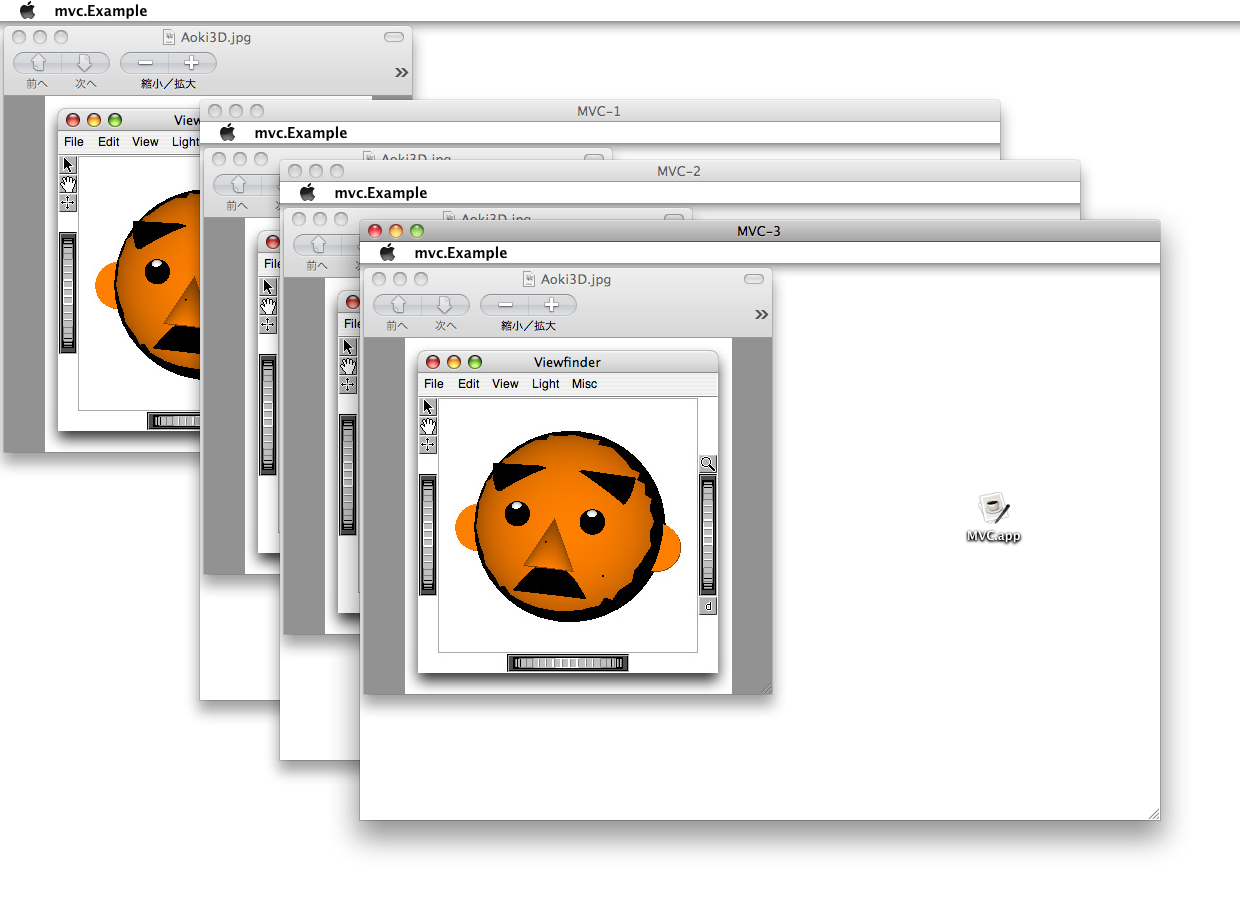 mvc.Example
Aoki3D.jpg
前へ 次へ 縮小／拡大
View
File Edit View Light
MVC-1
mvc.Example
Aoki3D.jpg
前へ
File
MVC-2
mvc.Example
Aoki3D.jpg
前へ
File
MVC-3
mvc.Example
Aoki3D.jpg
前へ 次へ 縮小／拡大
Viewfinder
File Edit View Light Misc
d
MVC.app